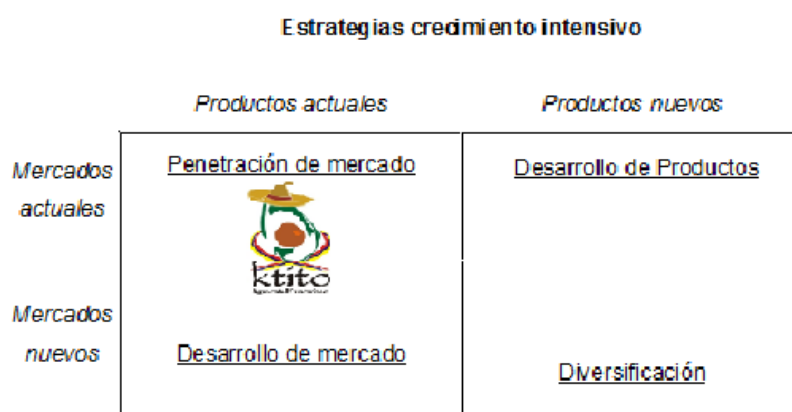 Estrategias crecimiento intensivo
Productos actuales Productos nuevos
Mercados actuales
Penetración de mercado Desarrollo de Productos
ktito
Mercados nuevos
Desarrollo de mercado
Diversificación